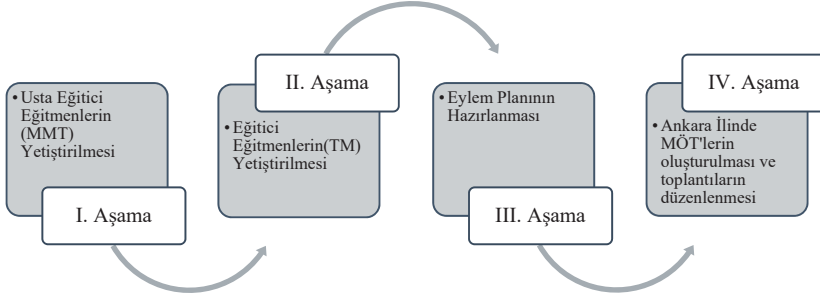 • Usta Eğitici
Eğitmenlerin
(MMT)
Yetiştirilmesi
I. Aşama
II. Aşama
• Eğitici
Eğitmenlerin(TM)
Yetiştirilmesi
• Eylem Planının
Hazırlanması
III. Aşama
IV. Aşama
• Ankara İlinde
MÖT'lerin
oluşturulması ve
toplantıların
düzenlenmesi